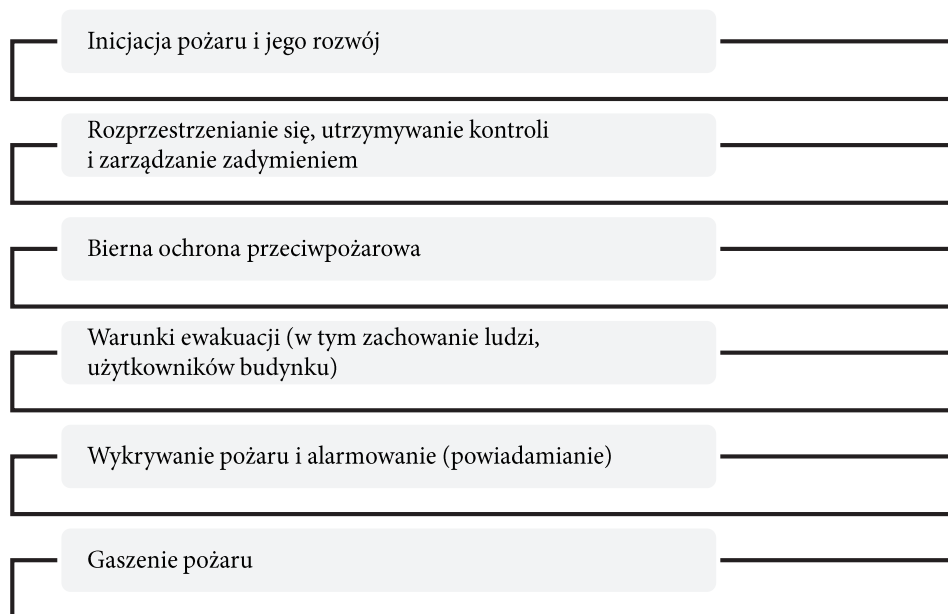 Inicjacja pożaru i jego rozwój
Rozprzestrzenianie się, utrzymywanie kontroli
i zarządzanie zadymieniem
Bierna ochrona przeciwpożarowa
Warunki ewakuacji (w tym zachowanie ludzi,
użytkowników budynku)
Wykrywanie pożaru i alarmowanie (powiadamianie)
Gaszenie pożaru